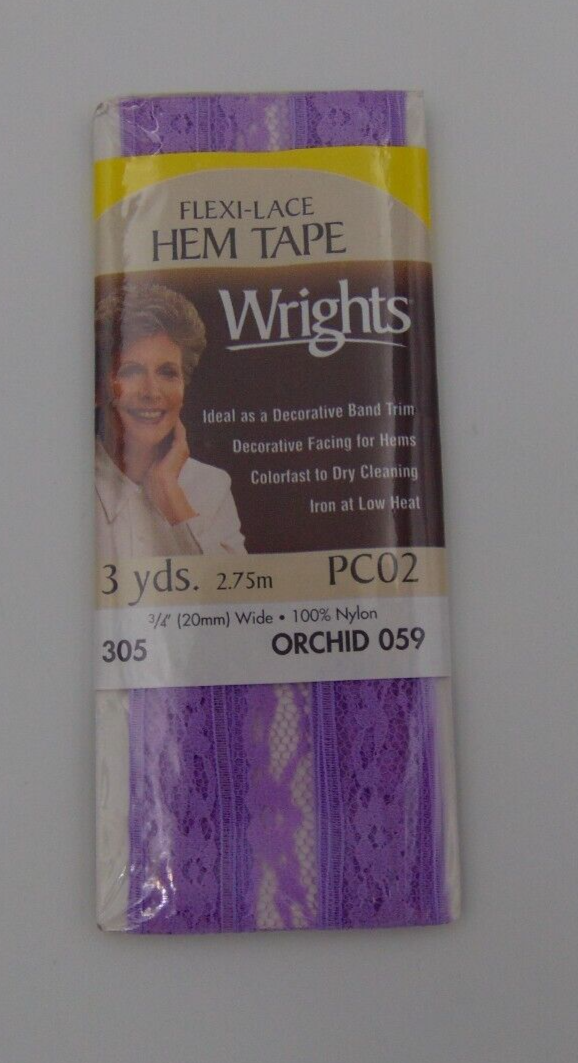 FLEXI-LACE
HEM TAPE
Wrights
Ideal as a Decorative Band Trim
Decorative Facing for Hems
Colorfast to Dry Cleaning
Iron at Low Heat
3 yds. 2.75m PC02
3/4" (20mm) Wide • 100% Nylon
305 ORCHID 059